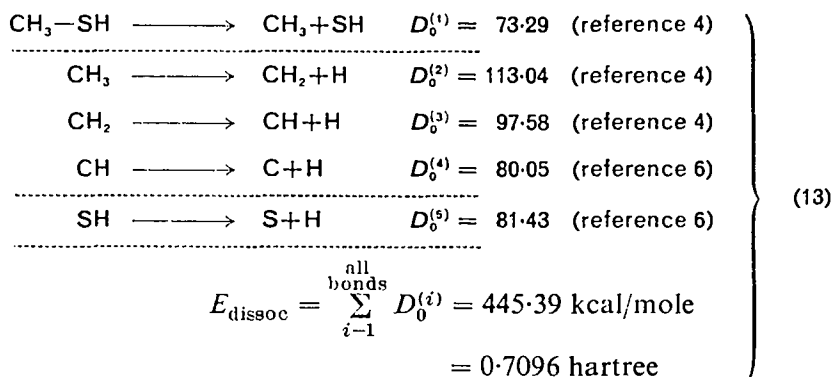 CH₃—SH ⟶ CH₃+SH D₀⁽¹⁾ = 73·29 (reference 4)
CH₃ ⟶ CH₂+H D₀⁽²⁾ = 113·04 (reference 4)
CH₂ ⟶ CH+H D₀⁽³⁾ = 97·58 (reference 4)
CH ⟶ C+H D₀⁽⁴⁾ = 80·05 (reference 6)
SH ⟶ S+H D₀⁽⁵⁾ = 81·43 (reference 6)
(13)
all
bonds
E_dissoc = ∑ D₀⁽ⁱ⁾ = 445·39 kcal/mole
i−1
= 0·7096 hartree